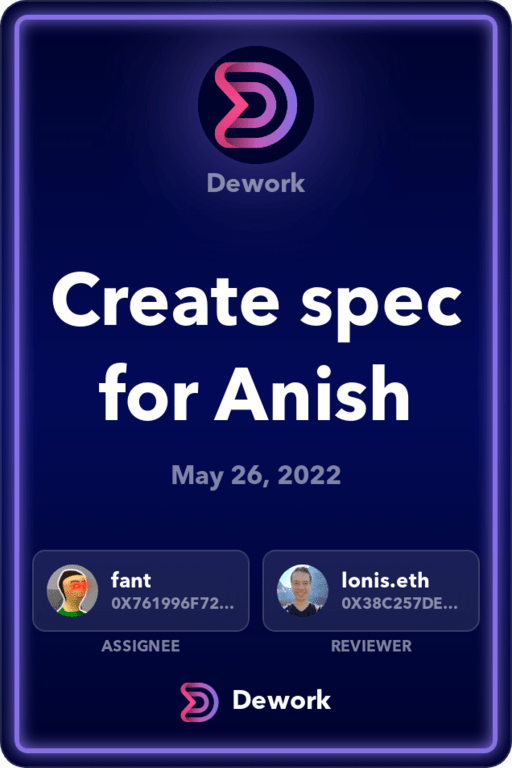 Dework
Create spec
for Anish
May 26, 2022
fant
0X761996F72...
ASSIGNEE
lonis.eth
0X38C257DE...
REVIEWER
Dework